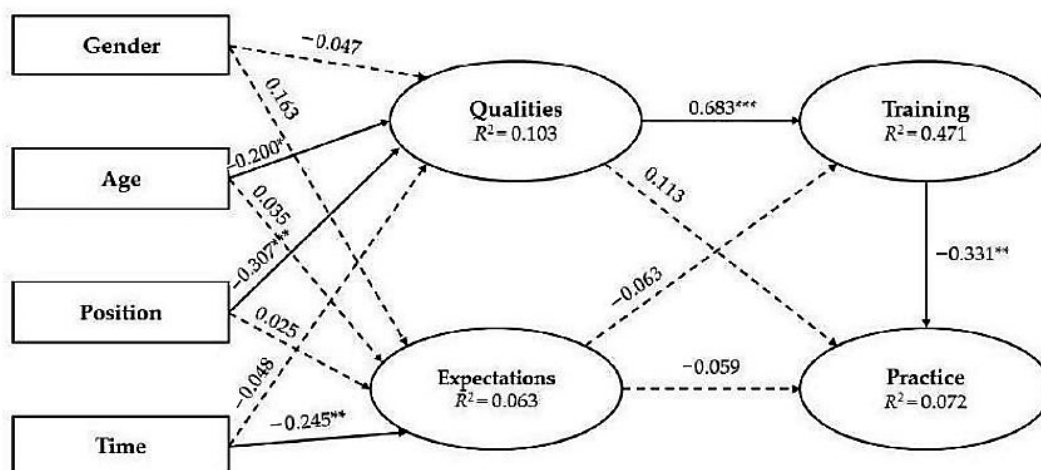 Gender
−0.047
0.163
Qualities
R² = 0.103
0.683***
Training
R² = 0.471
Age
−0.200*
0.035
0.113
−0.307***
−0.331**
Position
−0.063
0.025
−0.048
Expectations
R² = 0.063
−0.059
Practice
R² = 0.072
Time
−0.245**